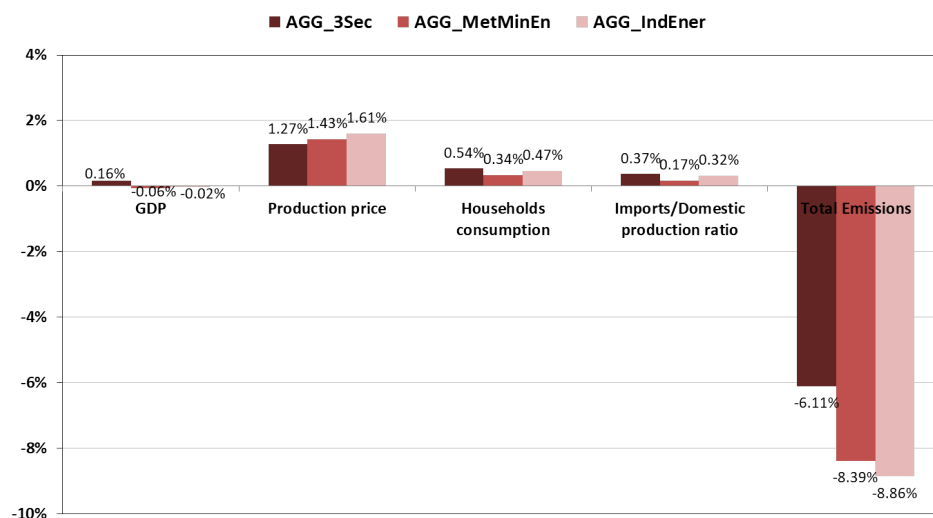 AGG_3Sec AGG_MetMinEn AGG_IndEner
4%
2%
0%
-2%
-4%
-6%
-8%
-10%
0.16%
-0.06%
-0.02%
GDP
1.27%
1.43%
1.61%
Production price
0.54%
0.34%
0.47%
Households
consumption
0.37%
0.17%
0.32%
Imports/Domestic
production ratio
Total Emissions
-6.11%
-8.39%
-8.86%